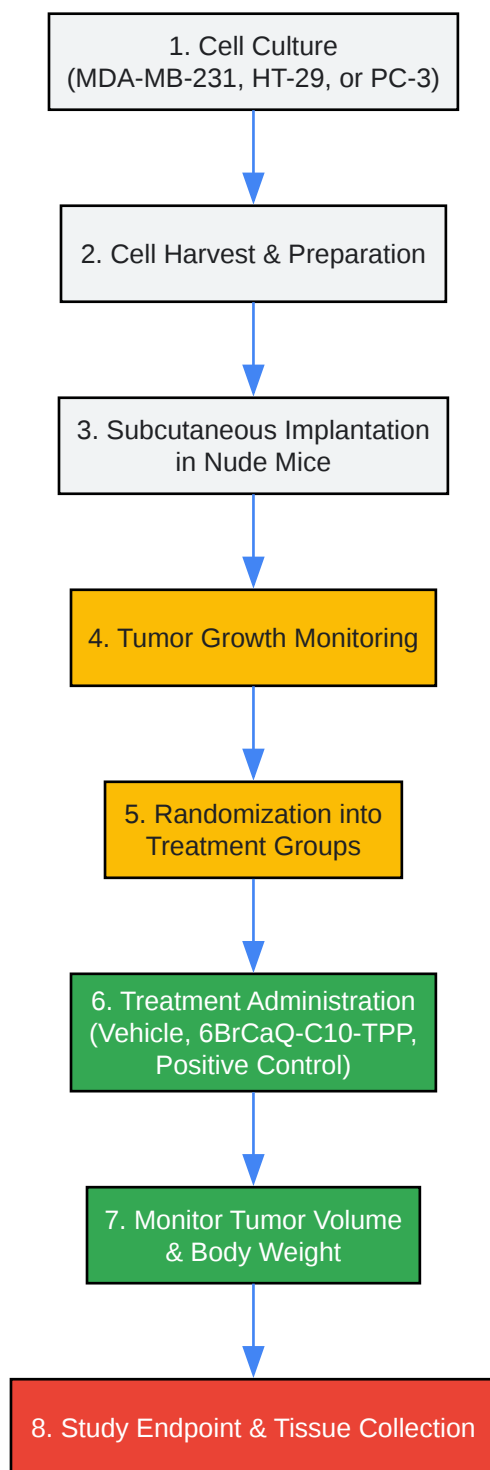 1. Cell Culture
(MDA-MB-231, HT-29, or PC-3)
2. Cell Harvest & Preparation
3. Subcutaneous Implantation
in Nude Mice
4. Tumor Growth Monitoring
5. Randomization into
Treatment Groups
6. Treatment Administration
(Vehicle, 6BrCaQ-C10-TPP,
Positive Control)
7. Monitor Tumor Volume
& Body Weight
8. Study Endpoint & Tissue Collection